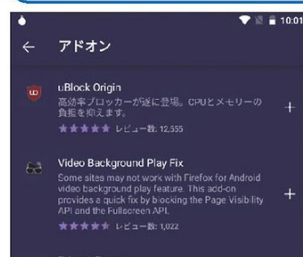 10:01
アドオン
uBlock Origin
高効率ブロッカーが遂に登場。CPUとメモリーの
負担を抑えます。
レビュー数: 12,355
Video Background Play Fix
Some sites may not work with Firefox for Android
video background play feature. This add-on
provides a quick fix by blocking the Page Visibility
API and the Fullscreen API.
レビュー数: 1,022